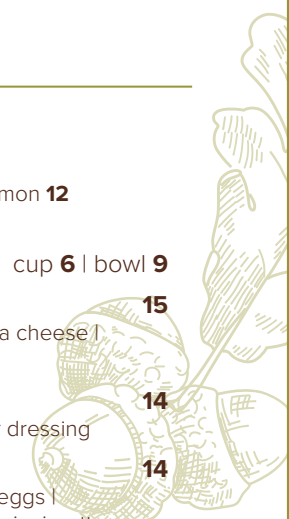 mon 12
cup 6 | bowl 9
15
a cheese |
14
dressing
14
eggs |